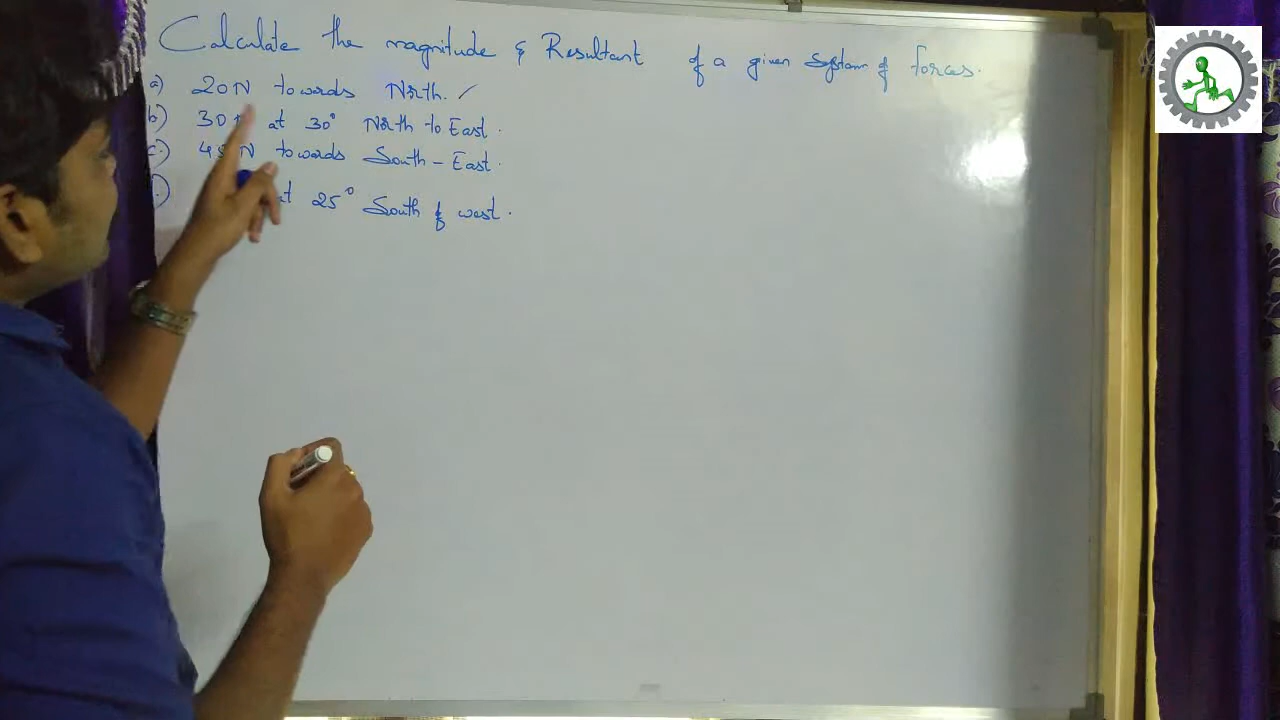 Calculate the magnitude & Resultant of a given System of forces.
a) 20N towards North.
b) 30 at 30° North to East.
c.) N towards South - East.
at 25° South of west.